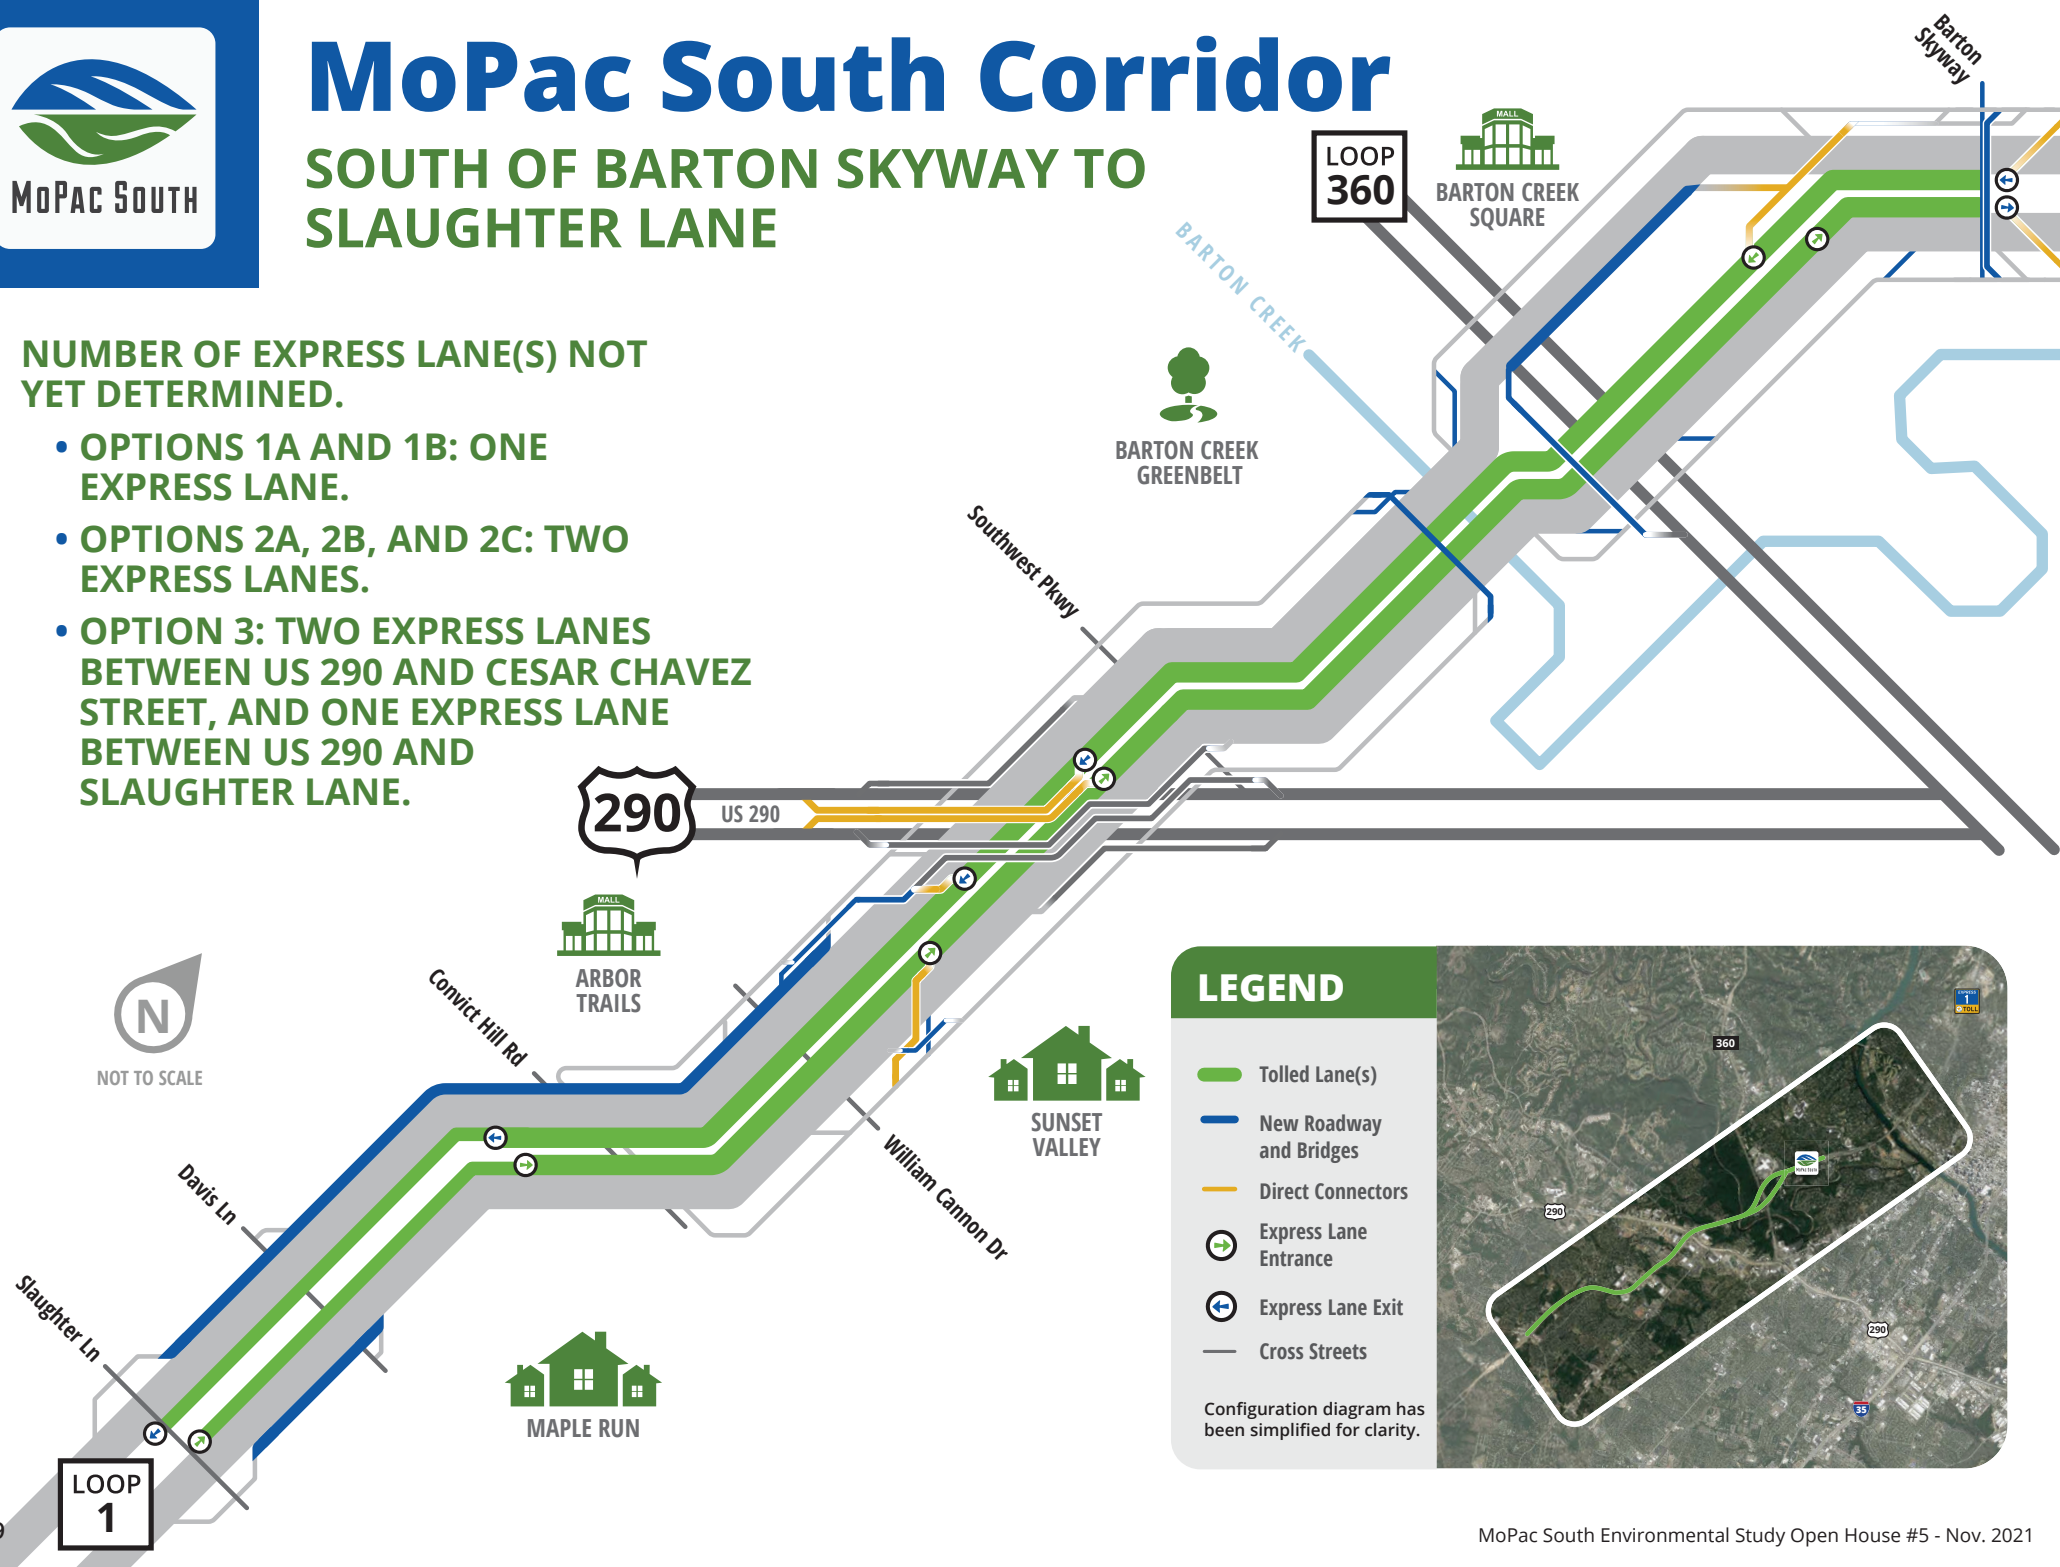 MoPac South
MoPac South Corridor
SOUTH OF BARTON SKYWAY TO
SLAUGHTER LANE
NUMBER OF EXPRESS LANE(S) NOT
YET DETERMINED.
• OPTIONS 1A AND 1B: ONE
EXPRESS LANE.
• OPTIONS 2A, 2B, AND 2C: TWO
EXPRESS LANES.
• OPTION 3: TWO EXPRESS LANES
BETWEEN US 290 AND CESAR CHAVEZ
STREET, AND ONE EXPRESS LANE
BETWEEN US 290 AND
SLAUGHTER LANE.
Barton
Skyway
LOOP
360
MALL
BARTON CREEK
SQUARE
BARTON CREEK
BARTON CREEK
GREENBELT
Southwest Pkwy
290
US 290
MALL
ARBOR
TRAILS
Convict Hill Rd
N
NOT TO SCALE
SUNSET
VALLEY
William Cannon Dr
Davis Ln
Slaughter Ln
MAPLE RUN
LOOP
1
9
LEGEND
Tolled Lane(s)
New Roadway
and Bridges
Direct Connectors
Express Lane
Entrance
Express Lane Exit
Cross Streets
Configuration diagram has
been simplified for clarity.
EXPRESS
1
TOLL
360
290
290
35
MoPac South Environmental Study Open House #5 - Nov. 2021